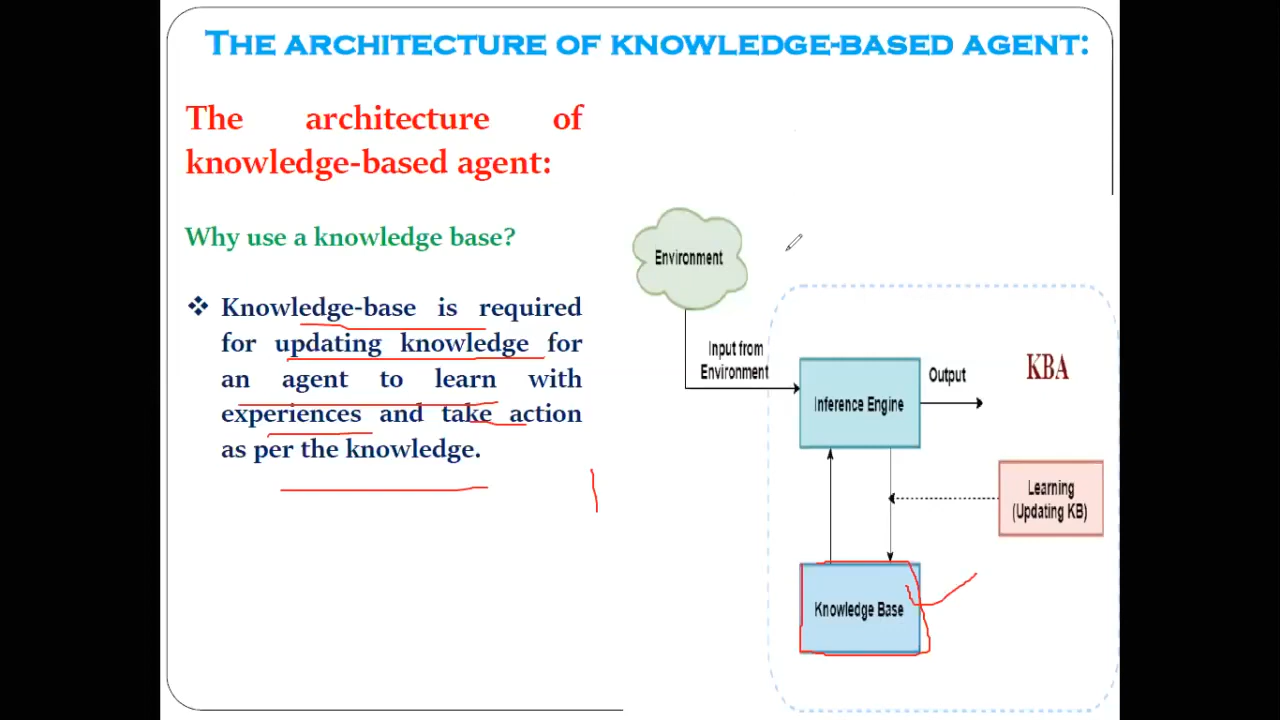 THE ARCHITECTURE OF KNOWLEDGE-BASED AGENT:
The architecture of
knowledge-based agent:
Why use a knowledge base?
❖ Knowledge-base is required
for updating knowledge for
an agent to learn with
experiences and take action
as per the knowledge.
Environment
Input from
Environment
Inference Engine
Output
KBA
Learning
(Updating KB)
Knowledge Base